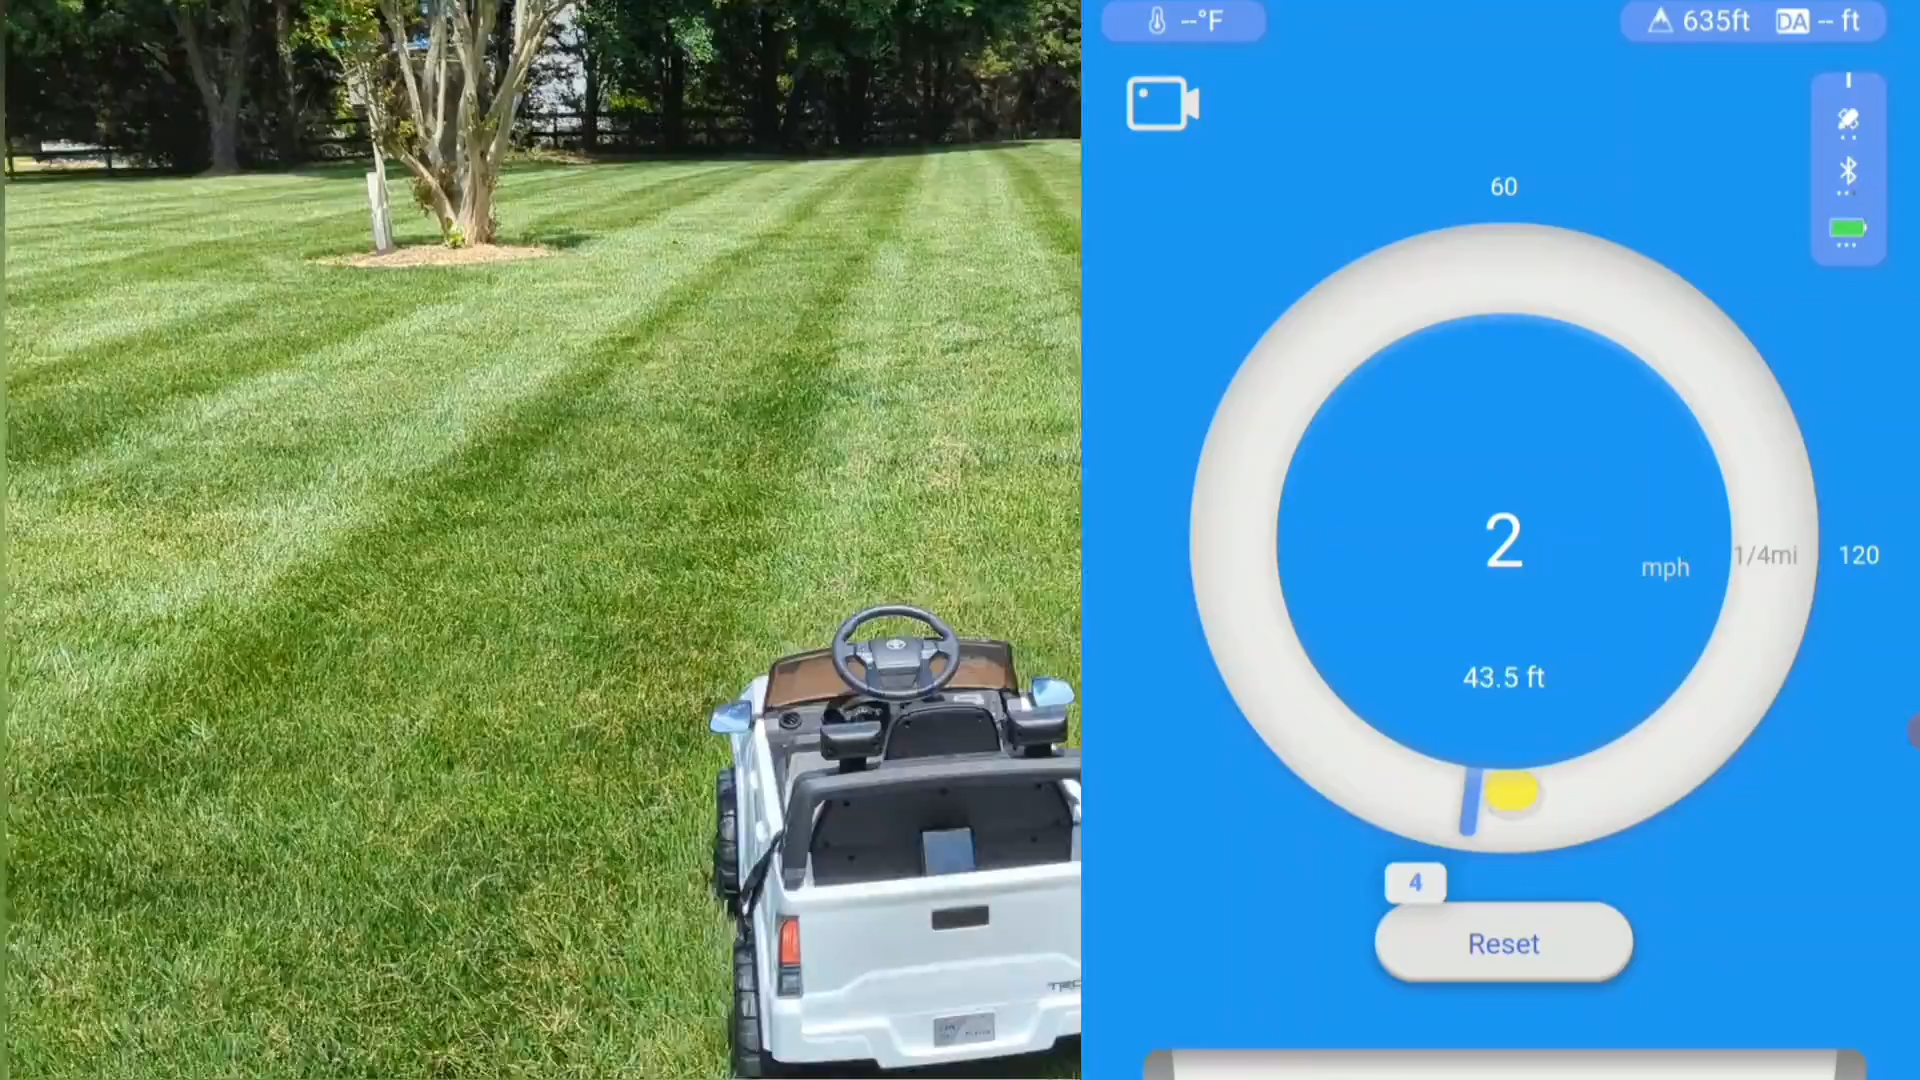 --°F
635ft DA -- ft
60
2
mph
1/4mi
120
43.5 ft
4
Reset